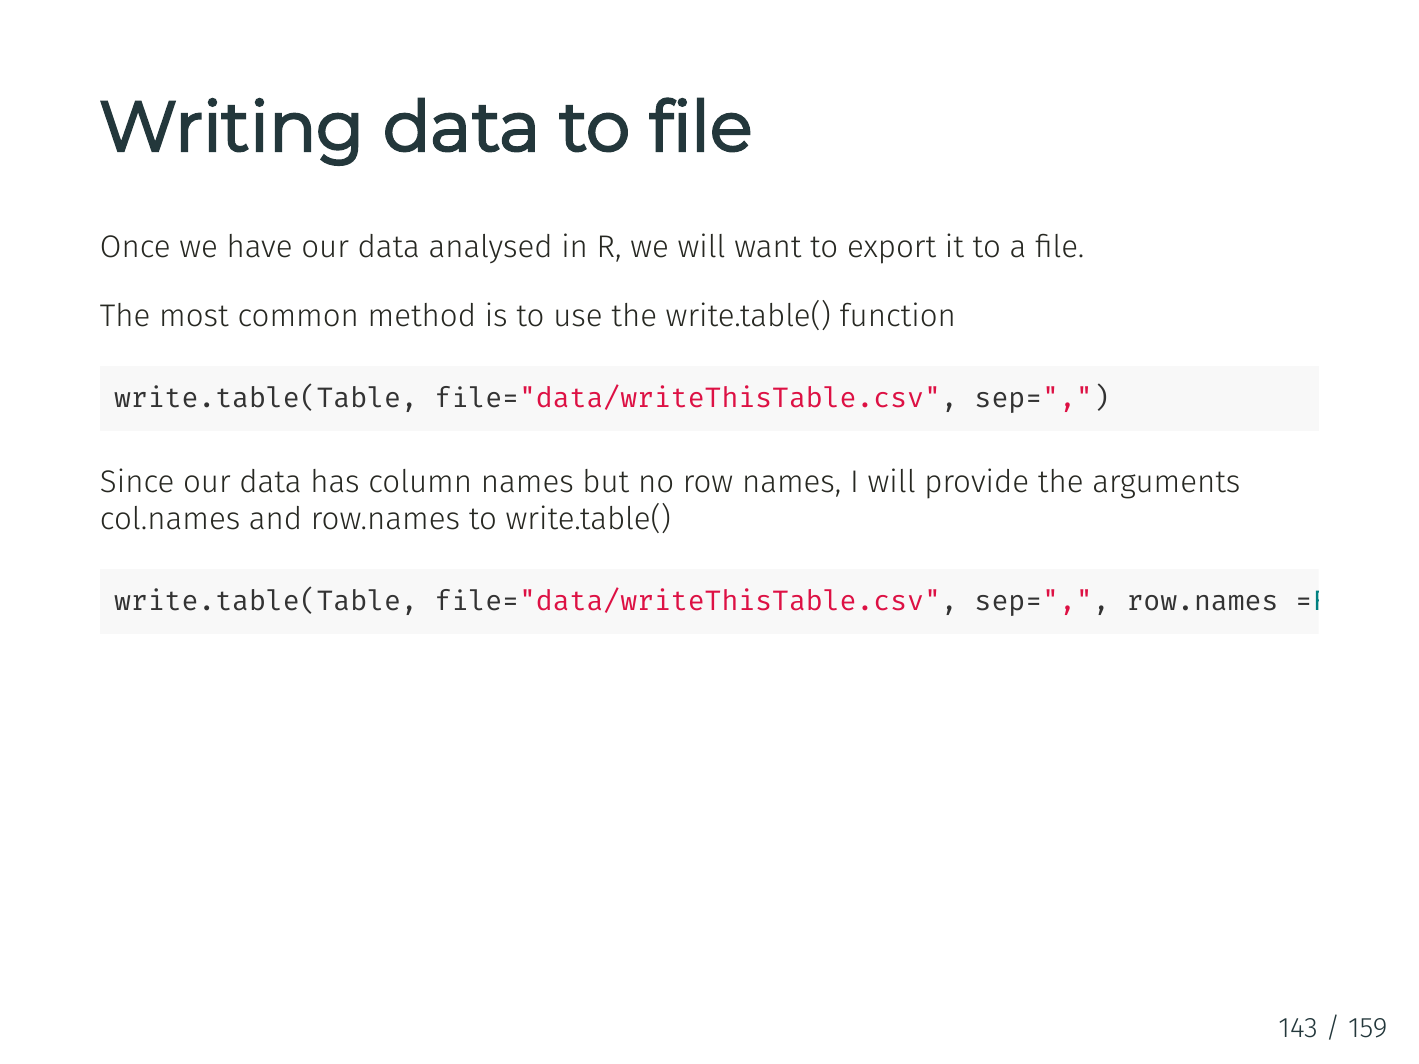 Writing data to file
Once we have our data analysed in R, we will want to export it to a file.
The most common method is to use the write.table() function
write.table(Table, file="data/writeThisTable.csv", sep=",")
Since our data has column names but no row names, I will provide the arguments
col.names and row.names to write.table()
write.table(Table, file="data/writeThisTable.csv", sep=",", row.names =
143 / 159